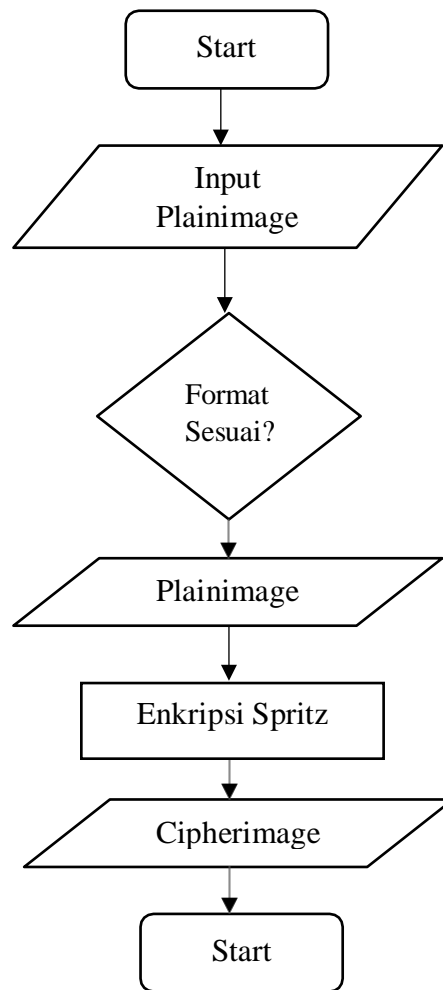 Start
Input
Plainimage
Format
Sesuai?
Plainimage
Enkripsi Spritz
Cipherimage
Start